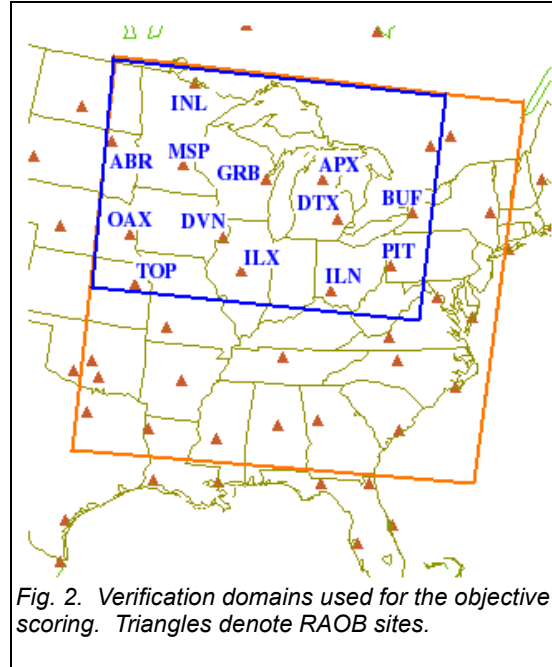 INL
ABR MSP GRB APX
DTX BUF
OAX DVN
ILX PIT
TOP ILN
Fig. 2. Verification domains used for the objective
scoring. Triangles denote RAOB sites.